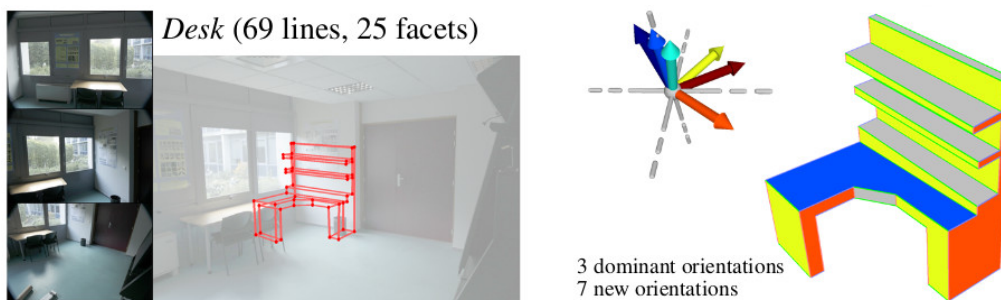 Desk (69 lines, 25 facets)
3 dominant orientations
7 new orientations